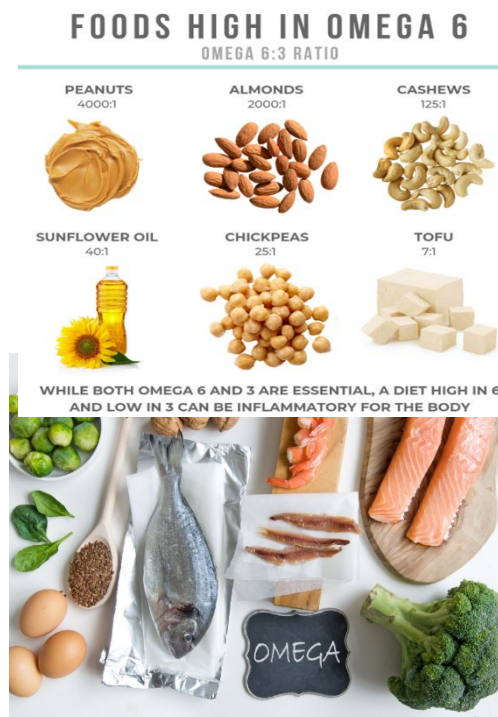 FOODS HIGH IN OMEGA 6
OMEGA 6:3 RATIO
PEANUTS
4000:1
ALMONDS
2000:1
CASHEWS
125:1
SUNFLOWER OIL
40:1
CHICKPEAS
25:1
TOFU
7:1
WHILE BOTH OMEGA 6 AND 3 ARE ESSENTIAL, A DIET HIGH IN 6
AND LOW IN 3 CAN BE INFLAMMATORY FOR THE BODY
OMEGA